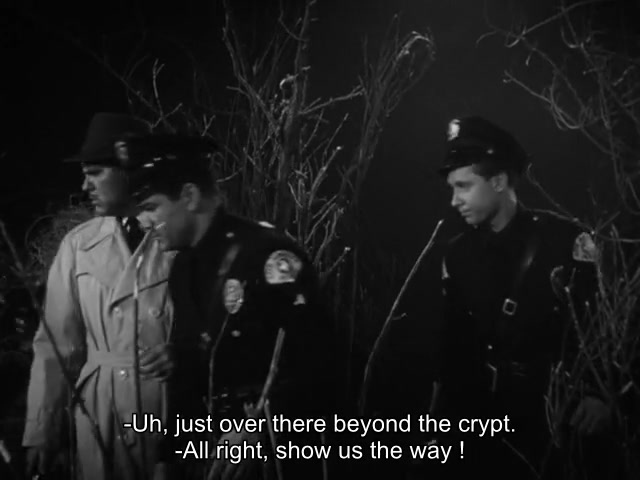 -Uh, just over there beyond the crypt.
-All right, show us the way !